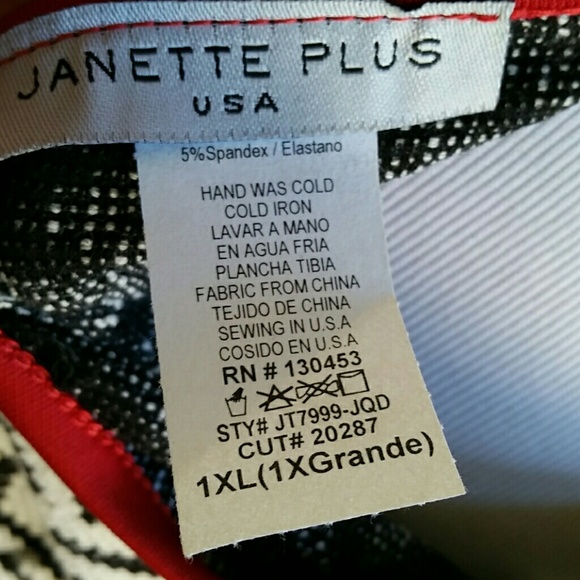 JANETTE PLUS
USA
5%Spandex / Elastano
HAND WAS COLD
COLD IRON
LAVAR A MANO
EN AGUA FRIA
PLANCHA TIBIA
FABRIC FROM CHINA
TEJIDO DE CHINA
SEWING IN U.S.A
COSIDO EN U.S.A
RN # 130453
STY# JT7999-JQD
CUT# 20287
1XL(1XGrande)